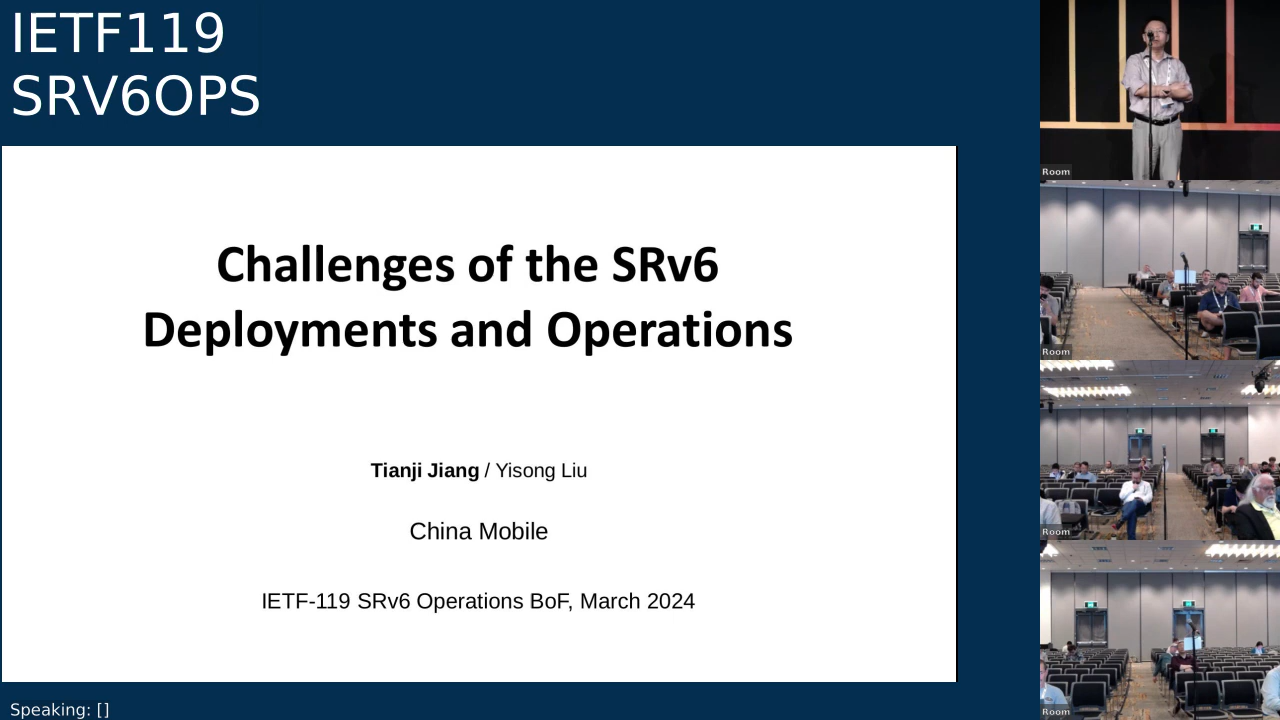 IETF119
SRV6OPS
Challenges of the SRv6
Deployments and Operations
Tianji Jiang / Yisong Liu
China Mobile
IETF-119 SRv6 Operations BoF, March 2024
Speaking: []
Room
Room
Room
Room